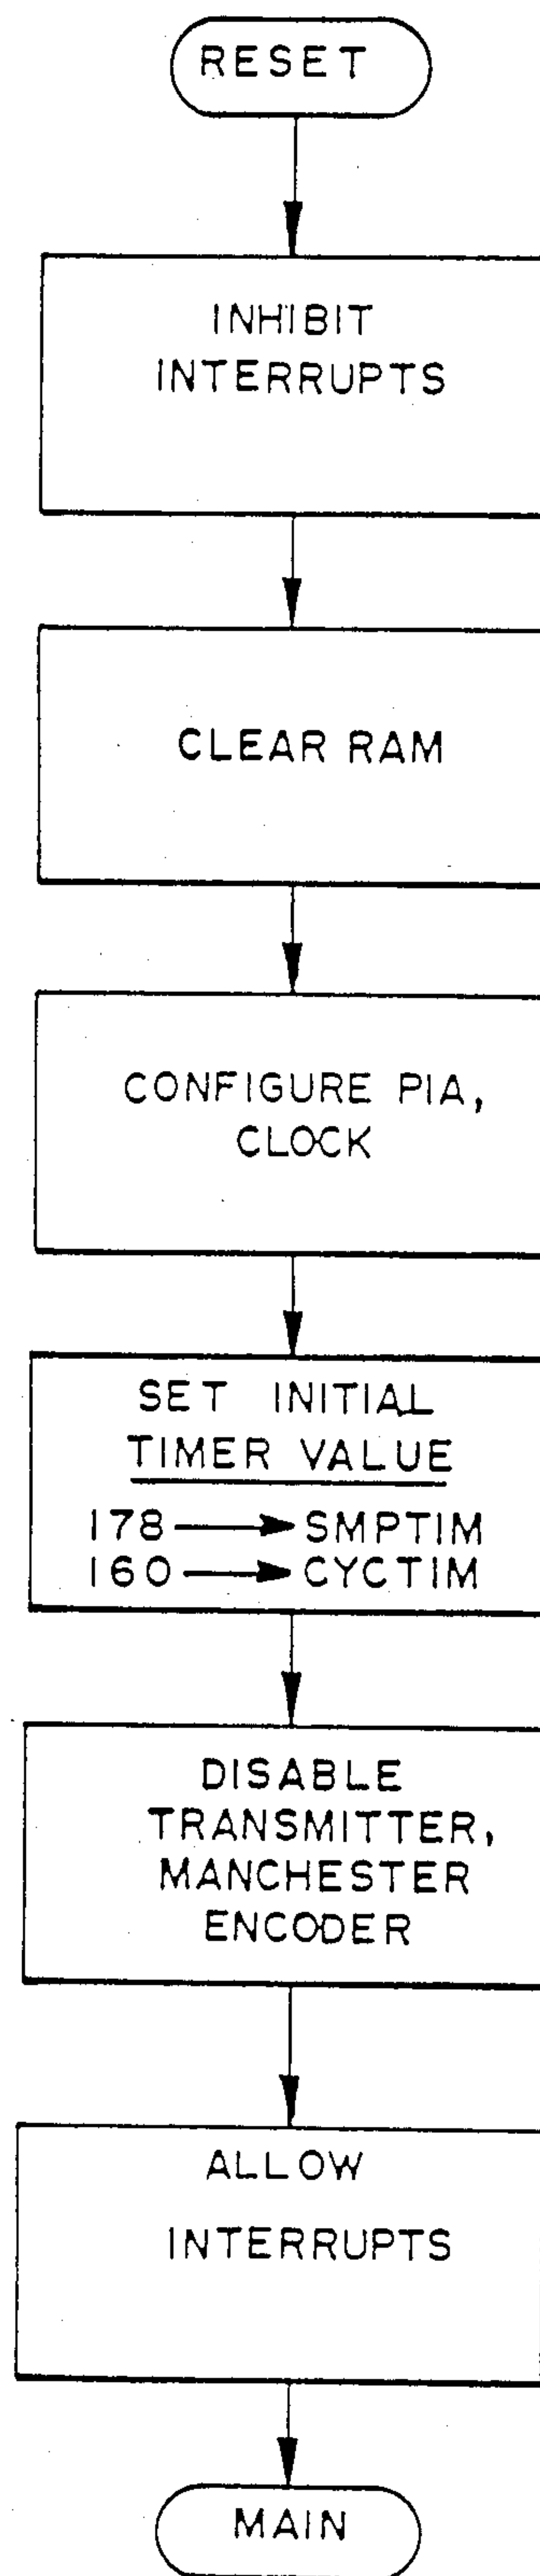 RESET
INHIBIT
INTERRUPTS
CLEAR RAM
CONFIGURE PIA,
CLOCK
SET INITIAL
TIMER VALUE
178 → SMPTIM
160 → CYCTIM
DISABLE
TRANSMITTER,
MANCHESTER
ENCODER
ALLOW
INTERRUPTS
MAIN